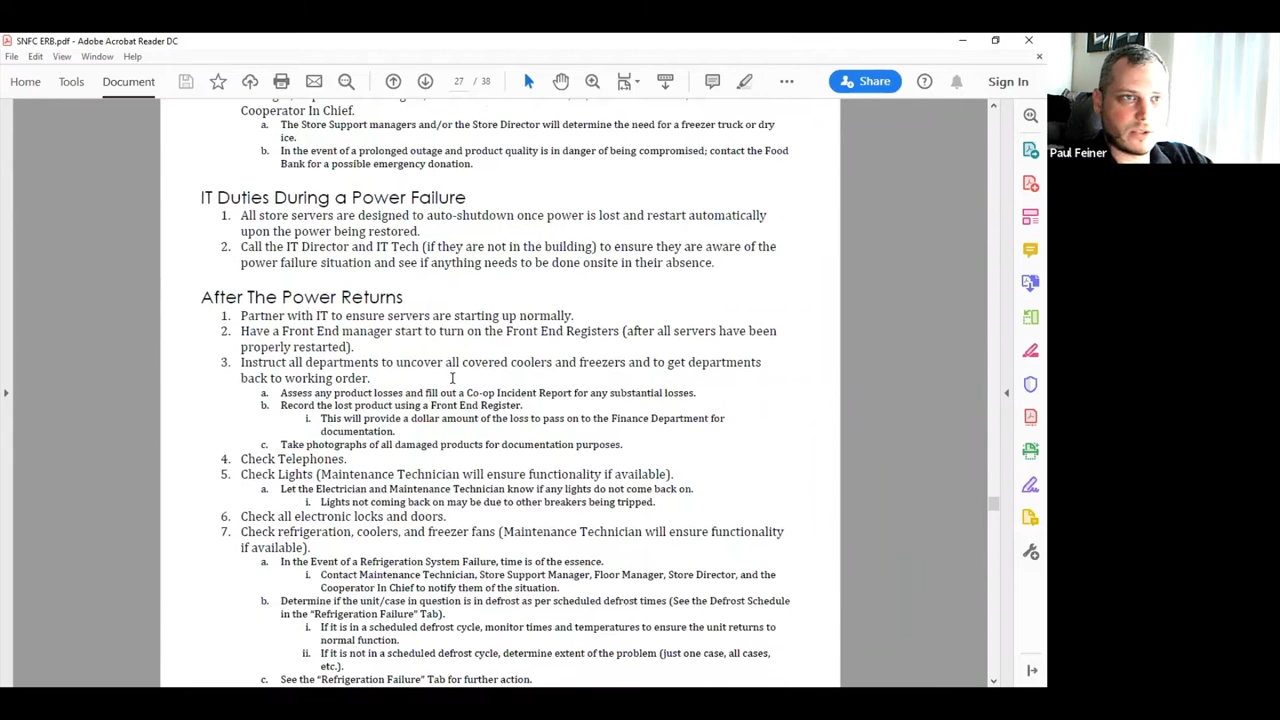 SNFC ERB.pdf - Adobe Acrobat Reader DC
File Edit View Window Help
Home Tools Document 27 / 38 Share Sign In
Paul Feiner
Cooperator In Chief.
a. The Store Support managers and/or the Store Director will determine the need for a freezer truck or dry
ice.
b. In the event of a prolonged outage and product quality is in danger of being compromised; contact the Food
Bank for a possible emergency donation.
IT Duties During a Power Failure
1. All store servers are designed to auto-shutdown once power is lost and restart automatically
upon the power being restored.
2. Call the IT Director and IT Tech (if they are not in the building) to ensure they are aware of the
power failure situation and see if anything needs to be done onsite in their absence.
After The Power Returns
1. Partner with IT to ensure servers are starting up normally.
2. Have a Front End manager start to turn on the Front End Registers (after all servers have been
properly restarted).
3. Instruct all departments to uncover all covered coolers and freezers and to get departments
back to working order.
a. Assess any product losses and fill out a Co-op Incident Report for any substantial losses.
b. Record the lost product using a Front End Register.
i. This will provide a dollar amount of the loss to pass on to the Finance Department for
documentation.
c. Take photographs of all damaged products for documentation purposes.
4. Check Telephones.
5. Check Lights (Maintenance Technician will ensure functionality if available).
a. Let the Electrician and Maintenance Technician know if any lights do not come back on.
i. Lights not coming back on may be due to other breakers being tripped.
6. Check all electronic locks and doors.
7. Check refrigeration, coolers, and freezer fans (Maintenance Technician will ensure functionality
if available).
a. In the Event of a Refrigeration System Failure, time is of the essence.
i. Contact Maintenance Technician, Store Support Manager, Floor Manager, Store Director, and the
Cooperator In Chief to notify them of the situation.
b. Determine if the unit/case in question is in defrost as per scheduled defrost times (See the Defrost Schedule
in the "Refrigeration Failure" Tab).
i. If it is in a scheduled defrost cycle, monitor times and temperatures to ensure the unit returns to
normal function.
ii. If it is not in a scheduled defrost cycle, determine extent of the problem (just one case, all cases,
etc.).
c. See the "Refrigeration Failure" Tab for further action.